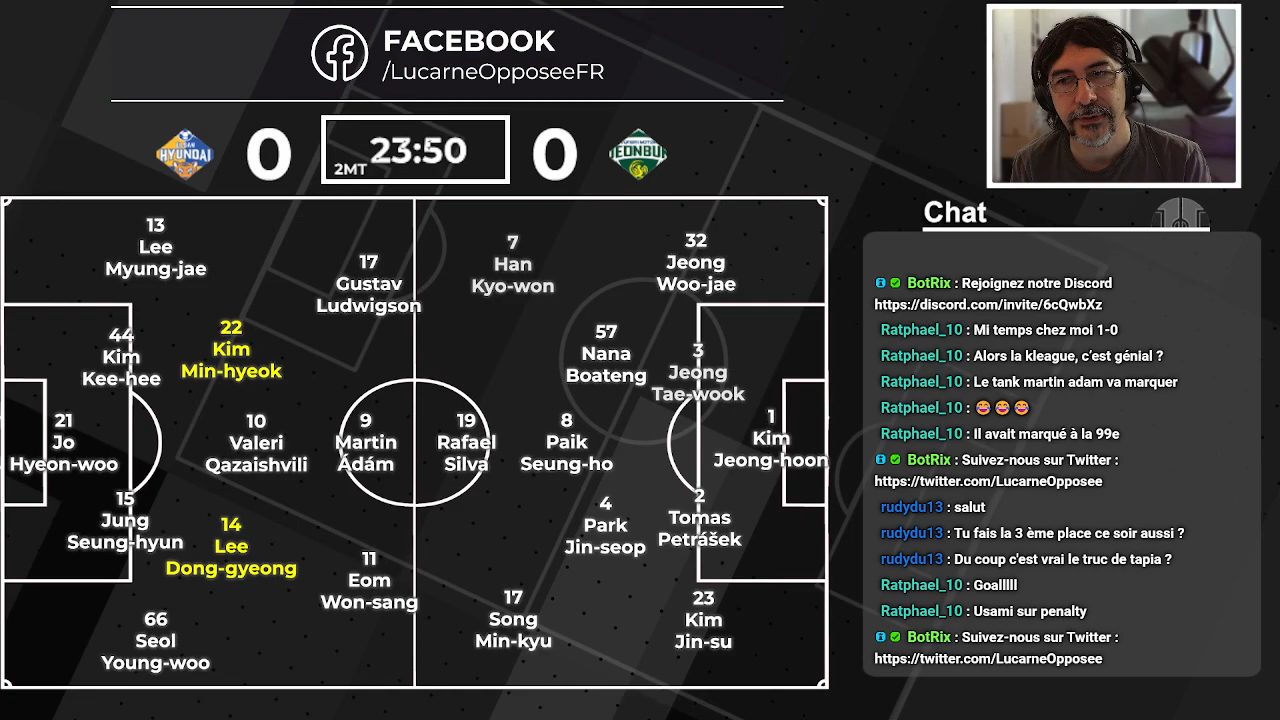 FACEBOOK
/LucarneOpposeeFR
HYUNDAI
0
2MT
23:50
0
Chat
13
Lee
Myung-jae
17
Gustav
Ludwigson
7
Han
Kyo-won
32
Jeong
Woo-jae
44
Kim
Kee-hee
22
Kim
Min-hyeok
57
Nana
Boateng
3
Jeong
Tae-wook
21
Jo
Hyeon-woo
10
Valeri
Qazaishvili
9
Martin
Ádám
19
Rafael
Silva
8
Paik
Seung-ho
1
Kim
Jeong-hoon
15
Jung
Seung-hyun
14
Lee
Dong-gyeong
11
Eom
Won-sang
4
Park
Jin-seop
2
Tomas
Petrášek
66
Seol
Young-woo
17
Song
Min-kyu
23
Kim
Jin-su
BotRix : Rejoignez notre Discord
https://discord.com/invite/6cQwbXz
Ratphael_10 : Mi temps chez moi 1-0
Ratphael_10 : Alors la kleague, c’est génial ?
Ratphael_10 : Le tank martin adam va marquer
Ratphael_10 : 😂 😂 😂
Ratphael_10 : Il avait marqué à la 99e
BotRix : Suivez-nous sur Twitter :
https://twitter.com/LucarneOpposee
rudydu13 : salut
rudydu13 : Tu fais la 3 ème place ce soir aussi ?
rudydu13 : Du coup c'est vrai le truc de tapia ?
Ratphael_10 : Goalllll
Ratphael_10 : Usami sur penalty
BotRix : Suivez-nous sur Twitter :
https://twitter.com/LucarneOpposee